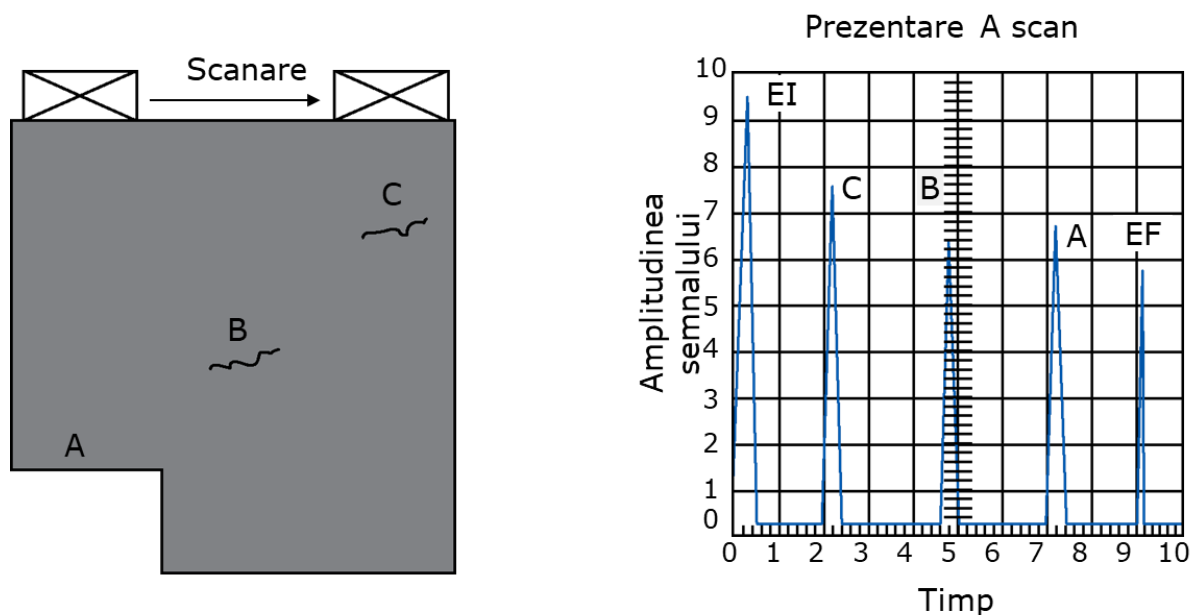 Scanare
C
B
A
Prezentare A scan
Amplitudinea
semnalului
10
9
8
7
6
5
4
3
2
1
0
EI
C
B
A
EF
0 1 2 3 4 5 6 7 8 9 10
Timp